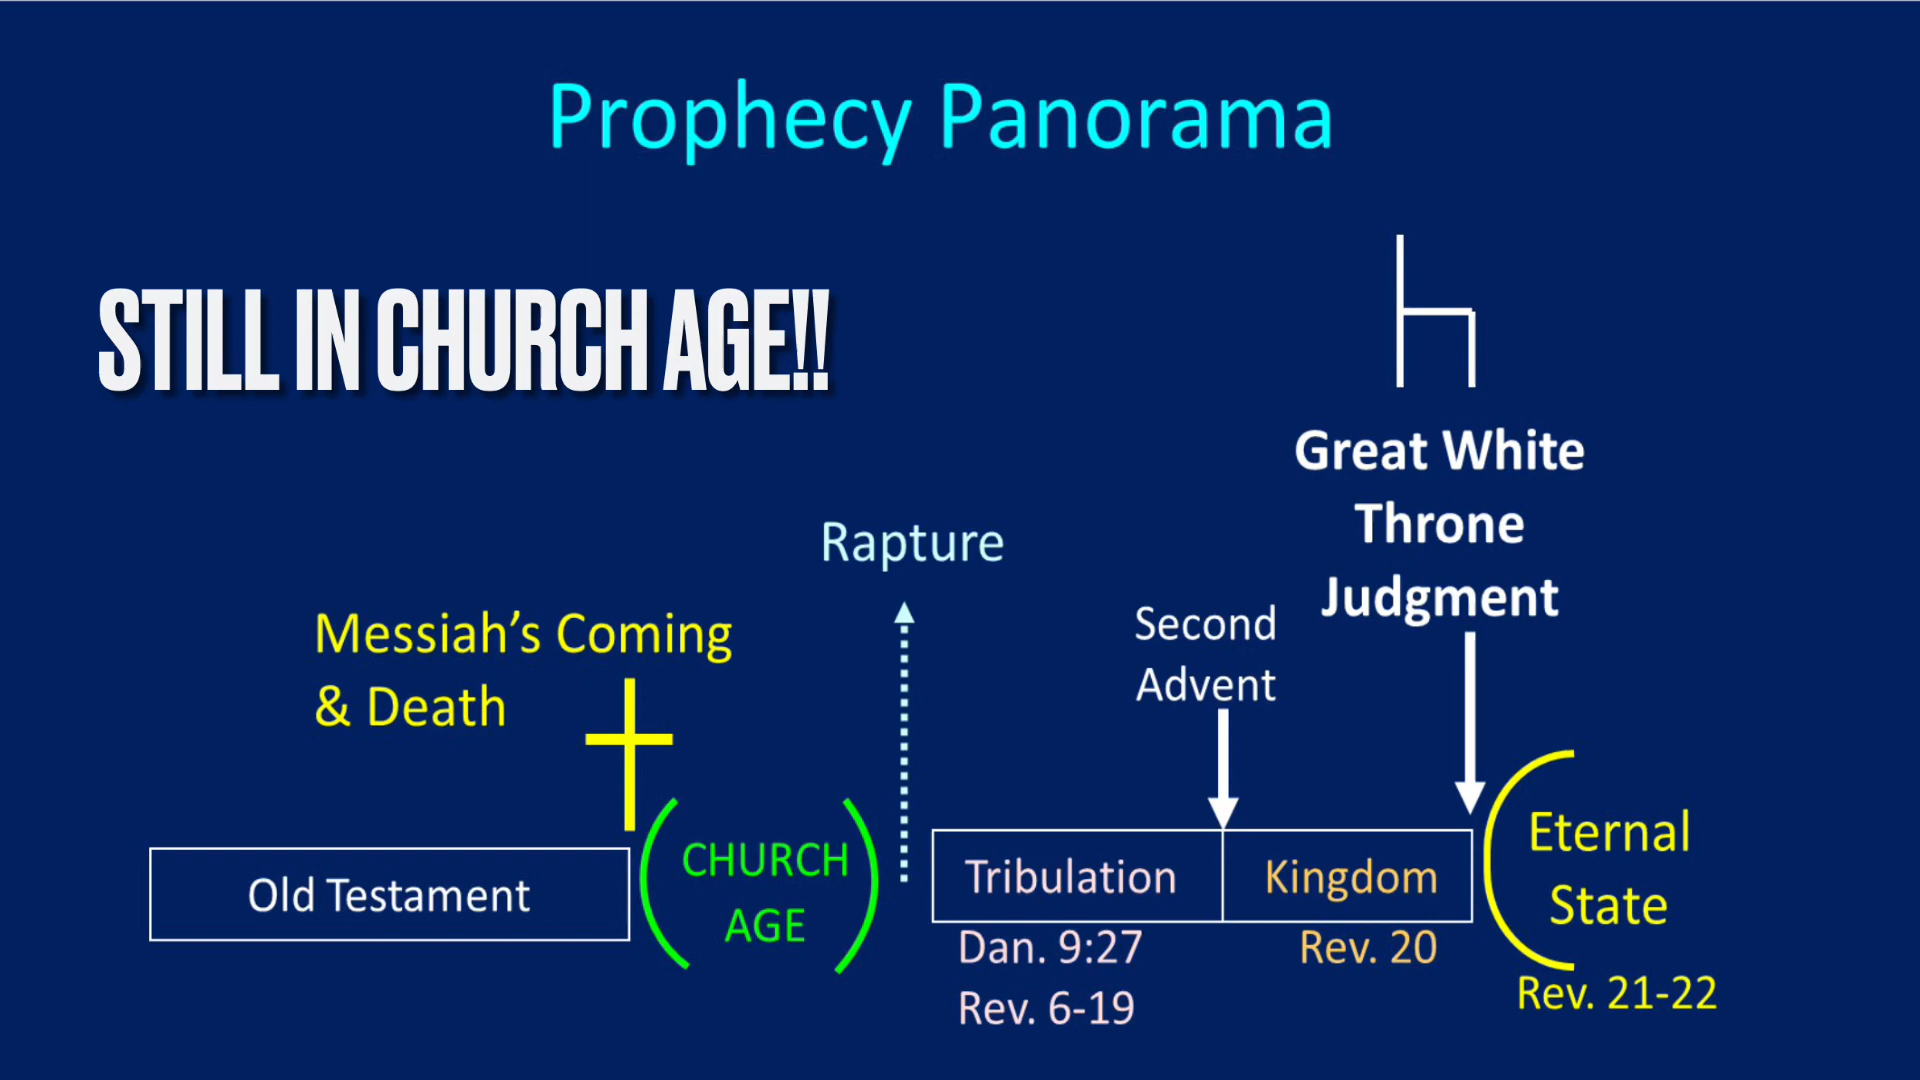 Prophecy Panorama
STILL IN CHURCH AGE!!
Great White
Throne
Judgment
Rapture
Second
Advent
Messiah’s Coming
& Death
Old Testament
CHURCH
AGE
Tribulation
Kingdom
Dan. 9:27
Rev. 6-19
Rev. 20
Eternal
State
Rev. 21-22